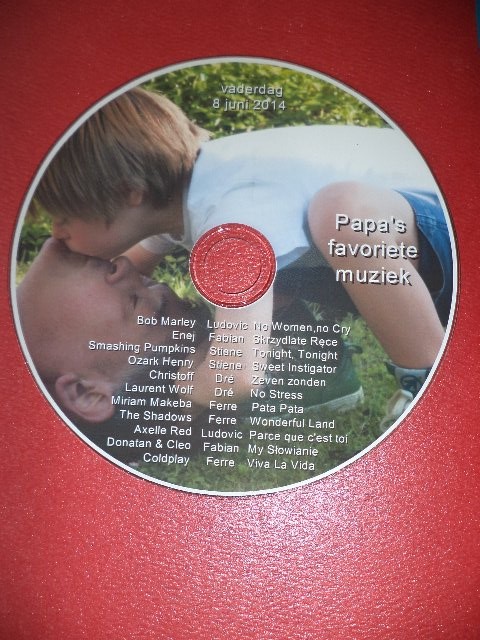 vaderdag
8 juni 2014
Papa's
favoriete
muziek
Bob Marley Ludovic No Women,no Cry
Enej Fabian Skrzydlate Ręce
Smashing Pumpkins Stiene Tonight, Tonight
Ozark Henry Stiene Sweet Instigator
Christoff Dré Zeven zonden
Laurent Wolf Dré No Stress
Miriam Makeba Ferre Pata Pata
The Shadows Ferre Wonderful Land
Axelle Red Ludovic Parce que c'est toi
Donatan & Cleo Fabian My Słowianie
Coldplay Ferre Viva La Vida